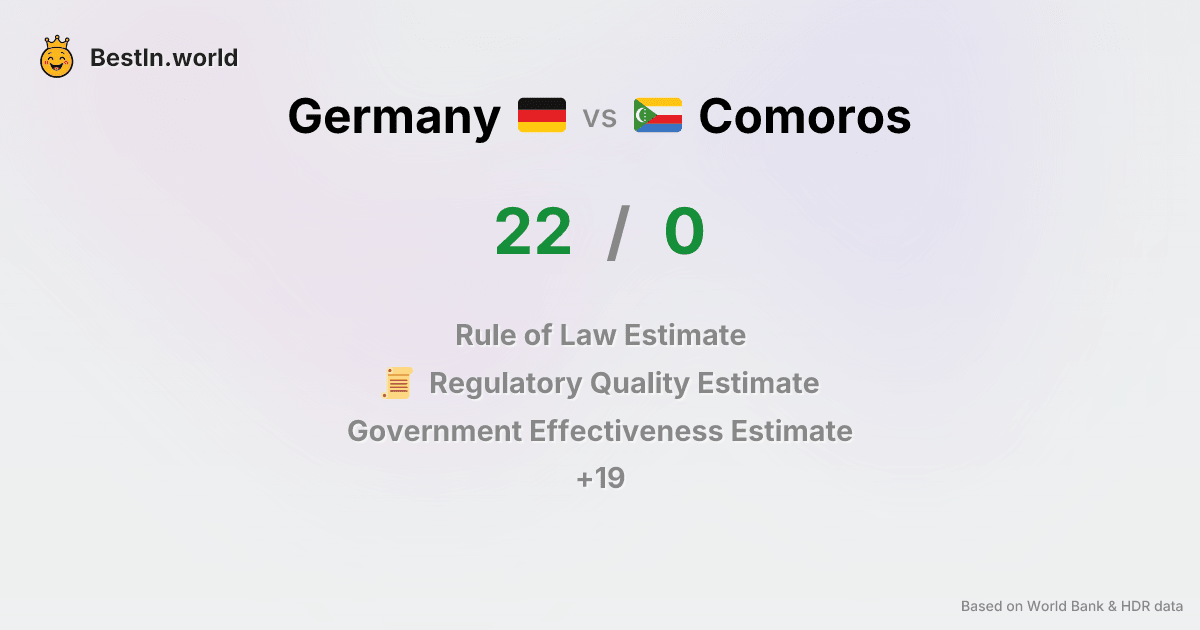 BestIn.world
Germany vs Comoros
22 / 0
Rule of Law Estimate
Regulatory Quality Estimate
Government Effectiveness Estimate
+19
Based on World Bank & HDR data